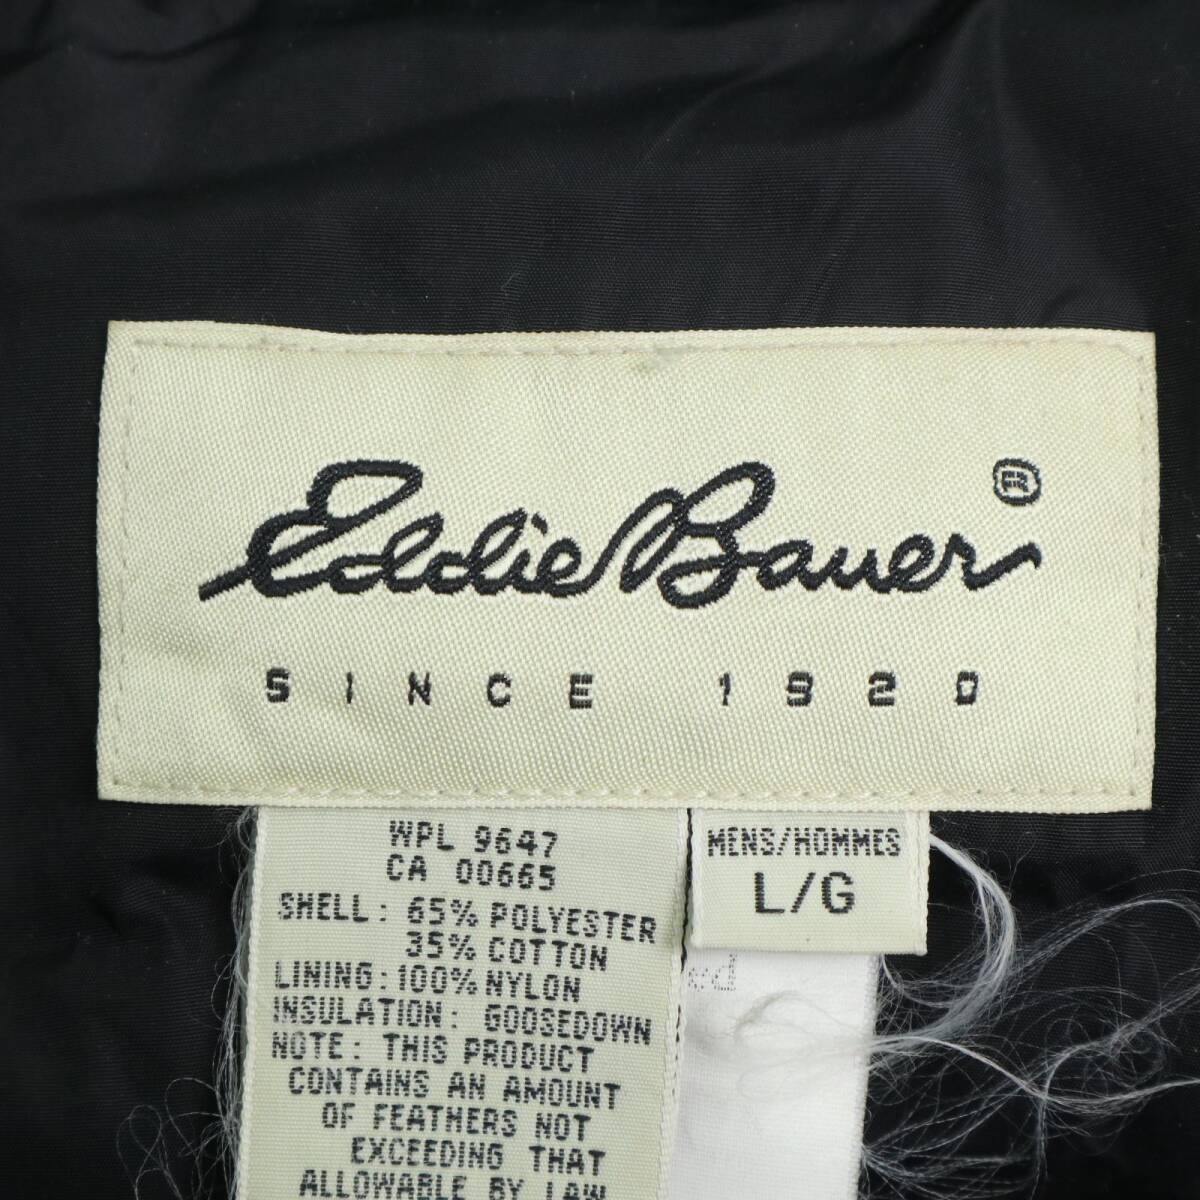 Eddie Bauer ®
SINCE 1920
WPL 9647
CA 00665
SHELL: 65% POLYESTER
35% COTTON
LINING: 100% NYLON
INSULATION: GOOSEDOWN
NOTE: THIS PRODUCT
CONTAINS AN AMOUNT
OF FEATHERS NOT
EXCEEDING THAT
ALLOWABLE BY LAW
MENS/HOMMES
L/G